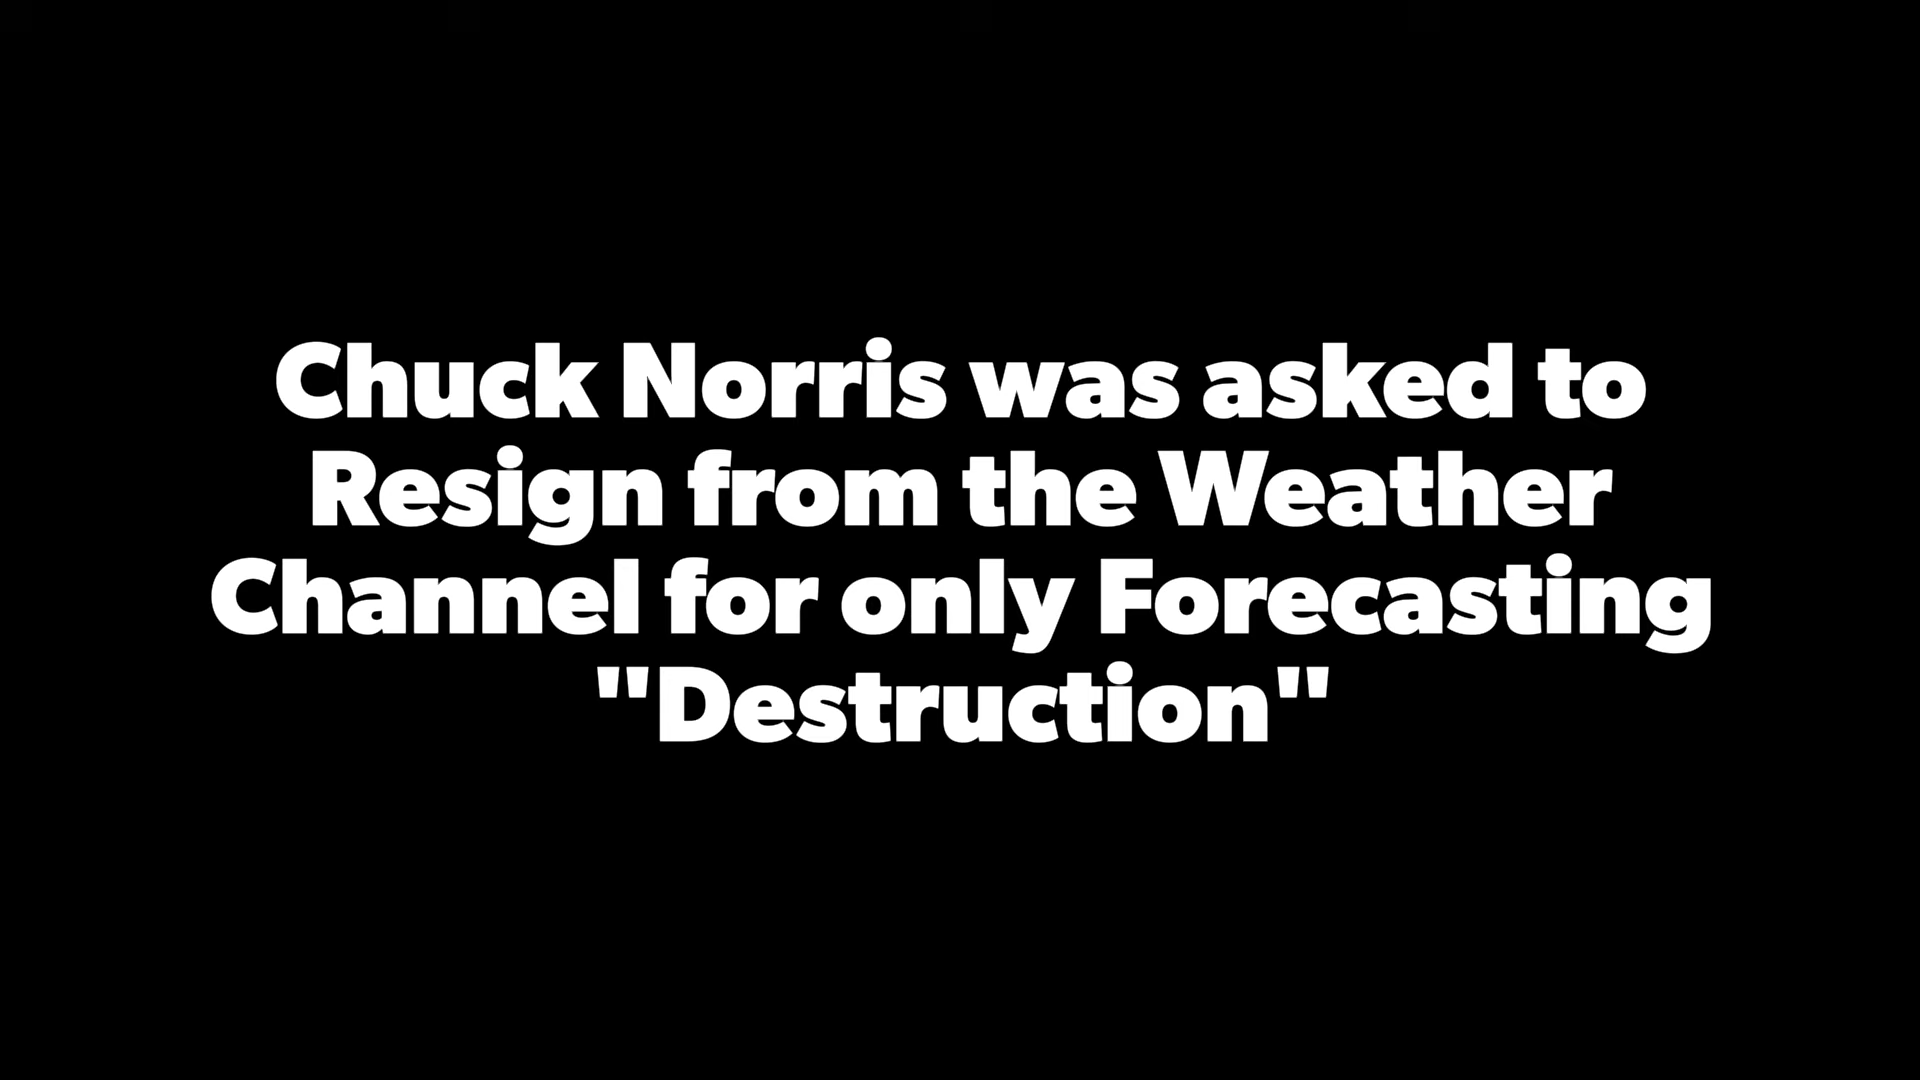 Chuck Norris was asked to
Resign from the Weather
Channel for only Forecasting
"Destruction"